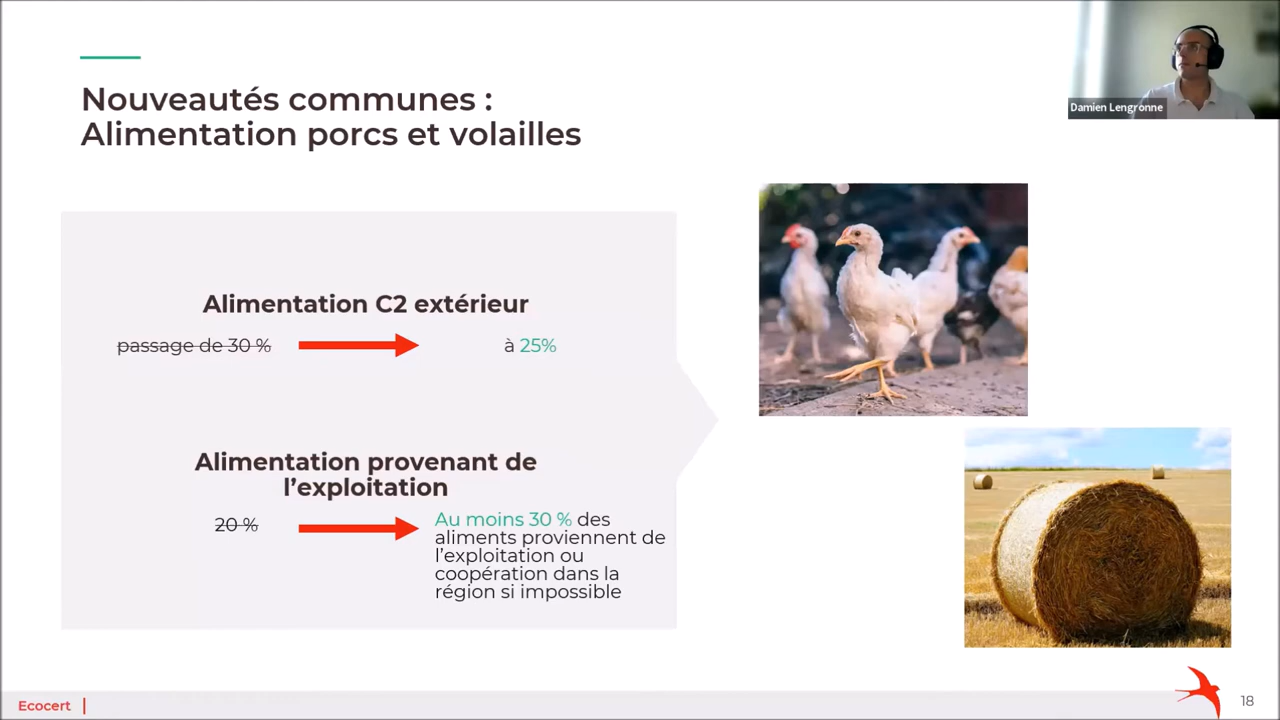 Nouveautés communes :
Alimentation porcs et volailles
Damien Lengronne
Alimentation C2 extérieur
passage de 30 %
à 25%
Alimentation provenant de
l’exploitation
20 %
Au moins 30 % des
aliments proviennent de
l’exploitation ou
coopération dans la
région si impossible
Ecocert |
18